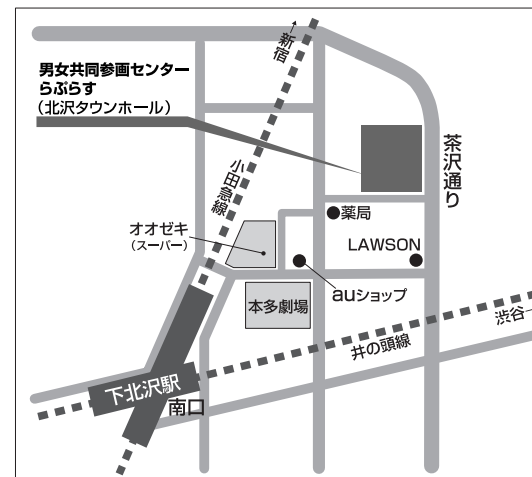 →新宿
男女共同参画センター
らぷらす
（北沢タウンホール）
小田急線
茶沢通り
オオゼキ
（スーパー）
薬局
LAWSON
auショップ
本多劇場
渋谷
井の頭線
下北沢駅
南口